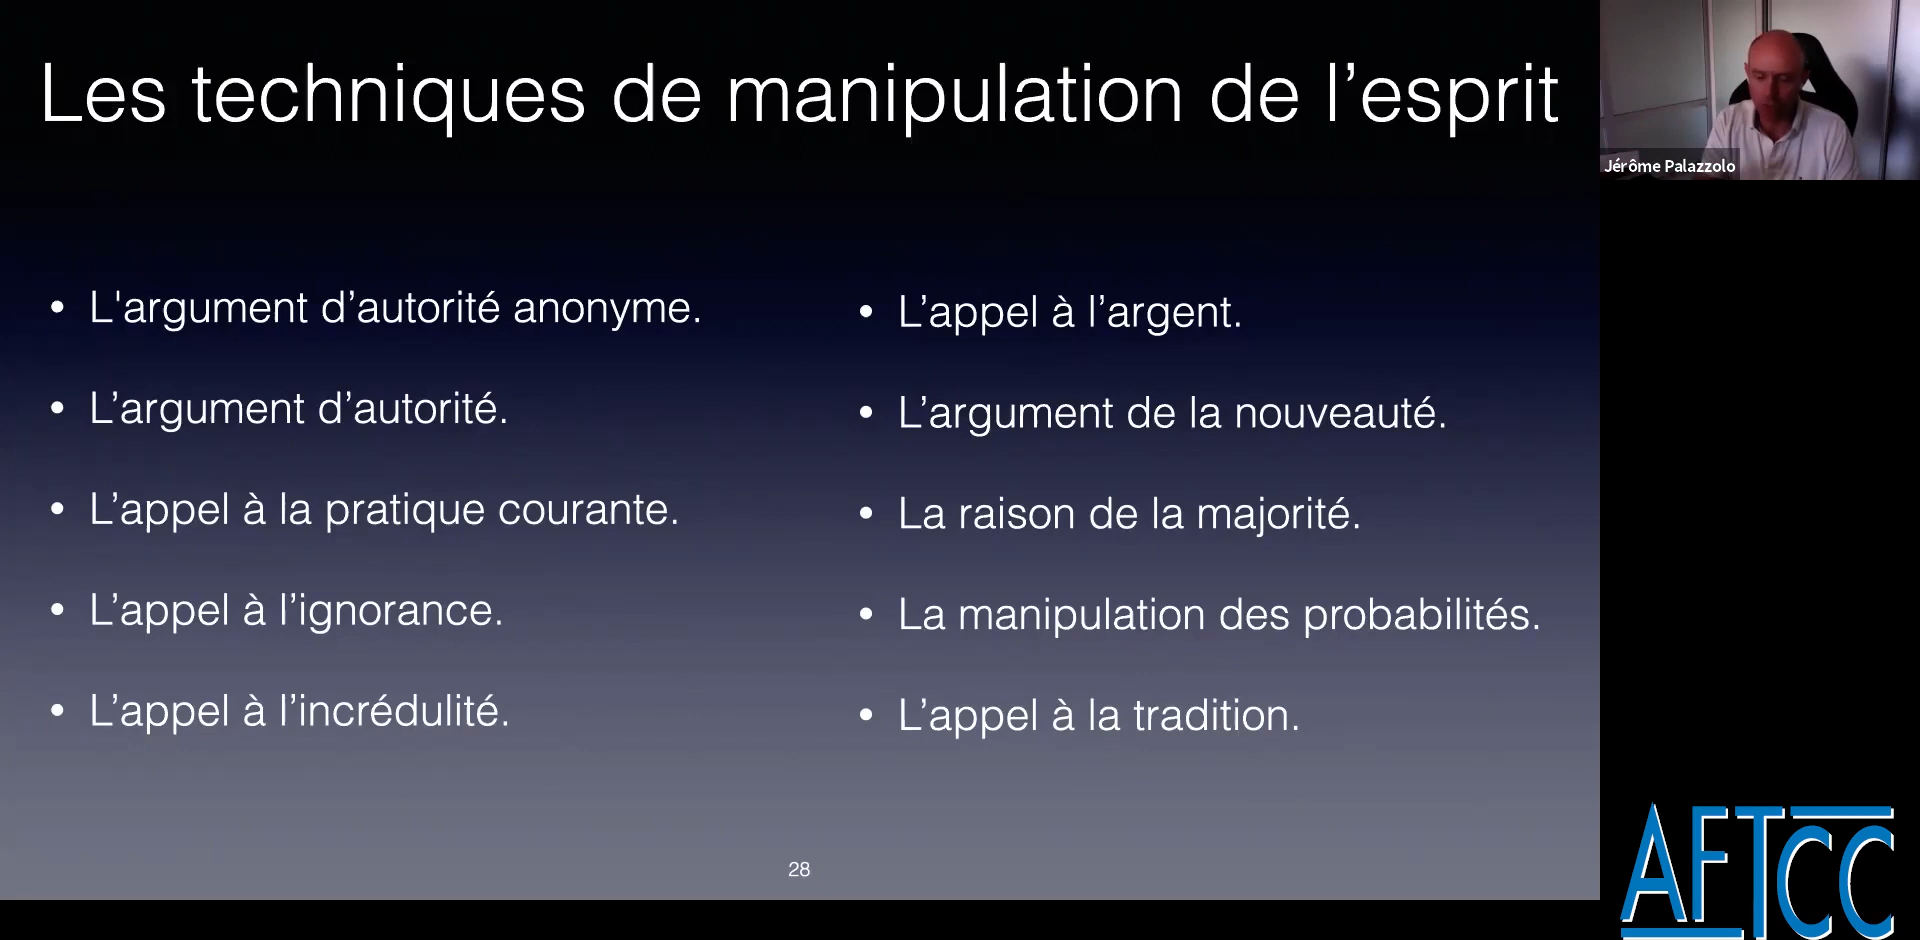 Les techniques de manipulation de l’esprit
• L'argument d’autorité anonyme.
• L’argument d’autorité.
• L’appel à la pratique courante.
• L’appel à l’ignorance.
• L’appel à l’incrédulité.
• L’appel à l’argent.
• L’argument de la nouveauté.
• La raison de la majorité.
• La manipulation des probabilités.
• L’appel à la tradition.
28
Jérôme Palazzolo
AFTCC